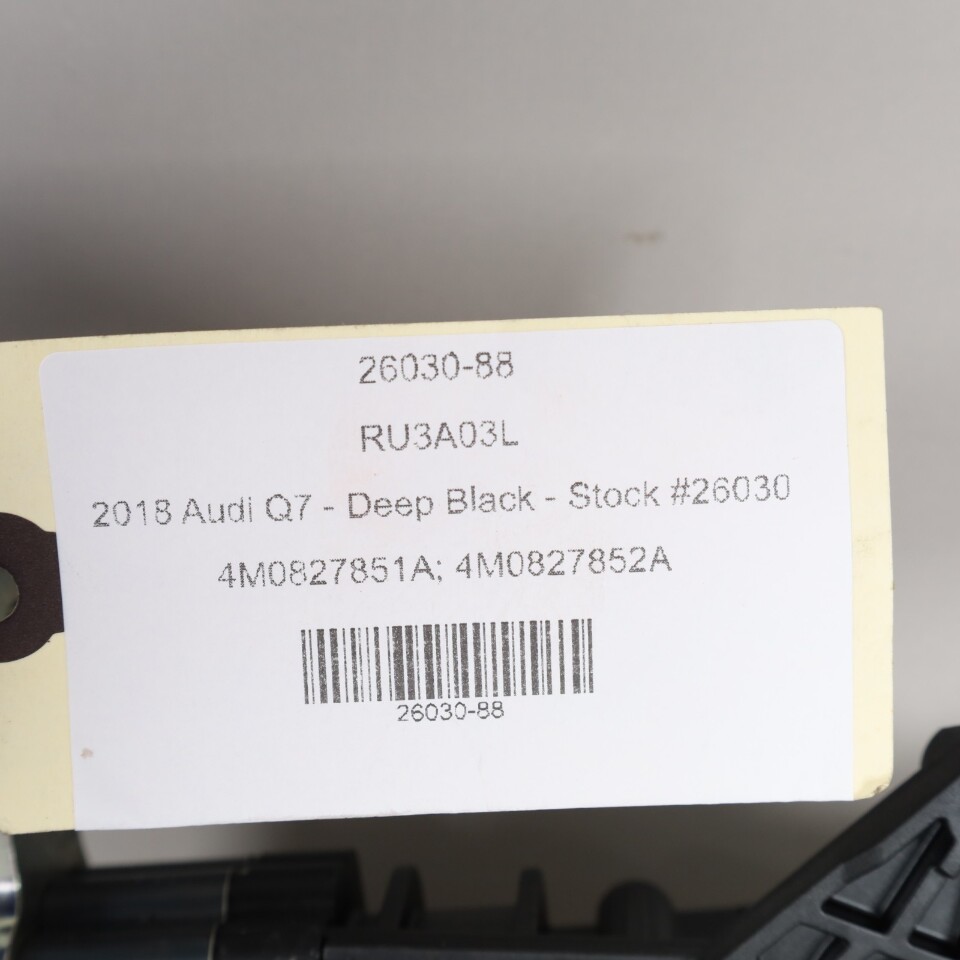 26030-88
RU3A03L
2018 Audi Q7 - Deep Black - Stock #26030
4M0827851A; 4M0827852A
26030-88